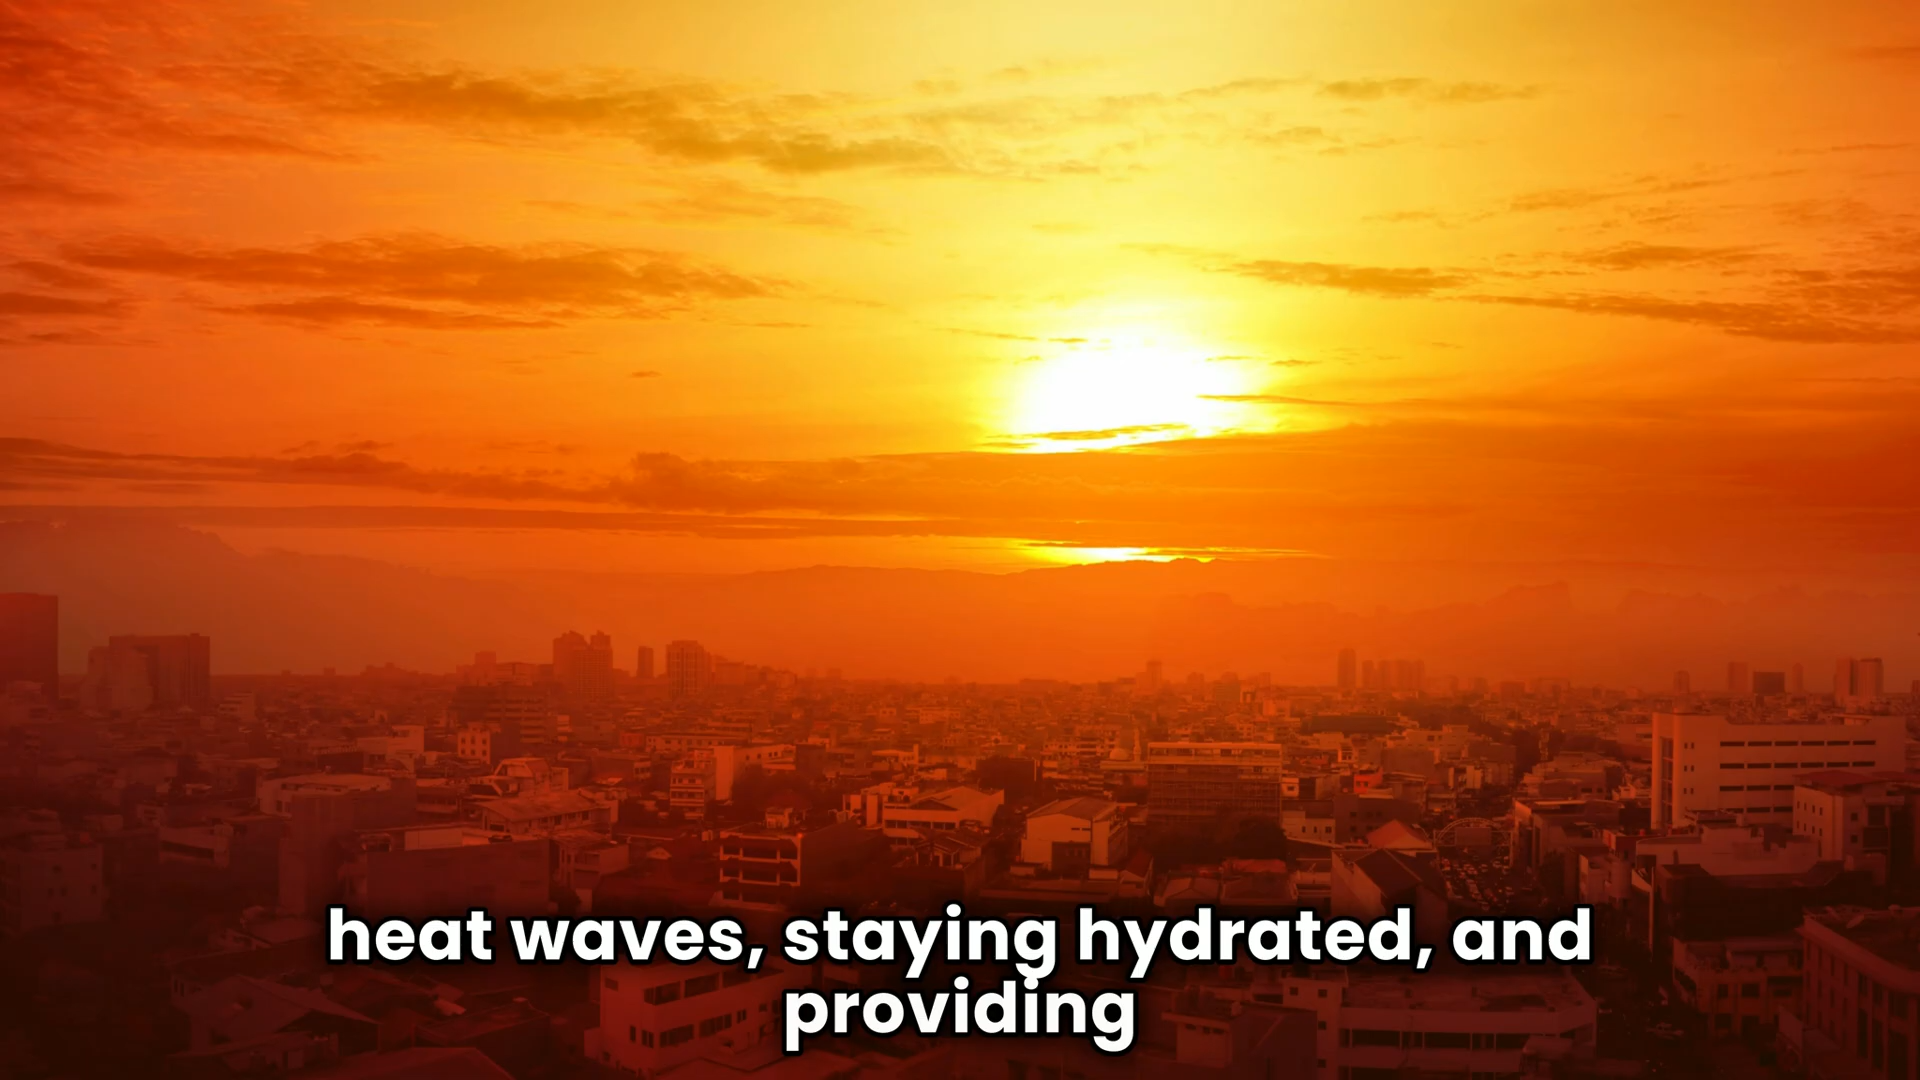 heat waves, staying hydrated, and
providing